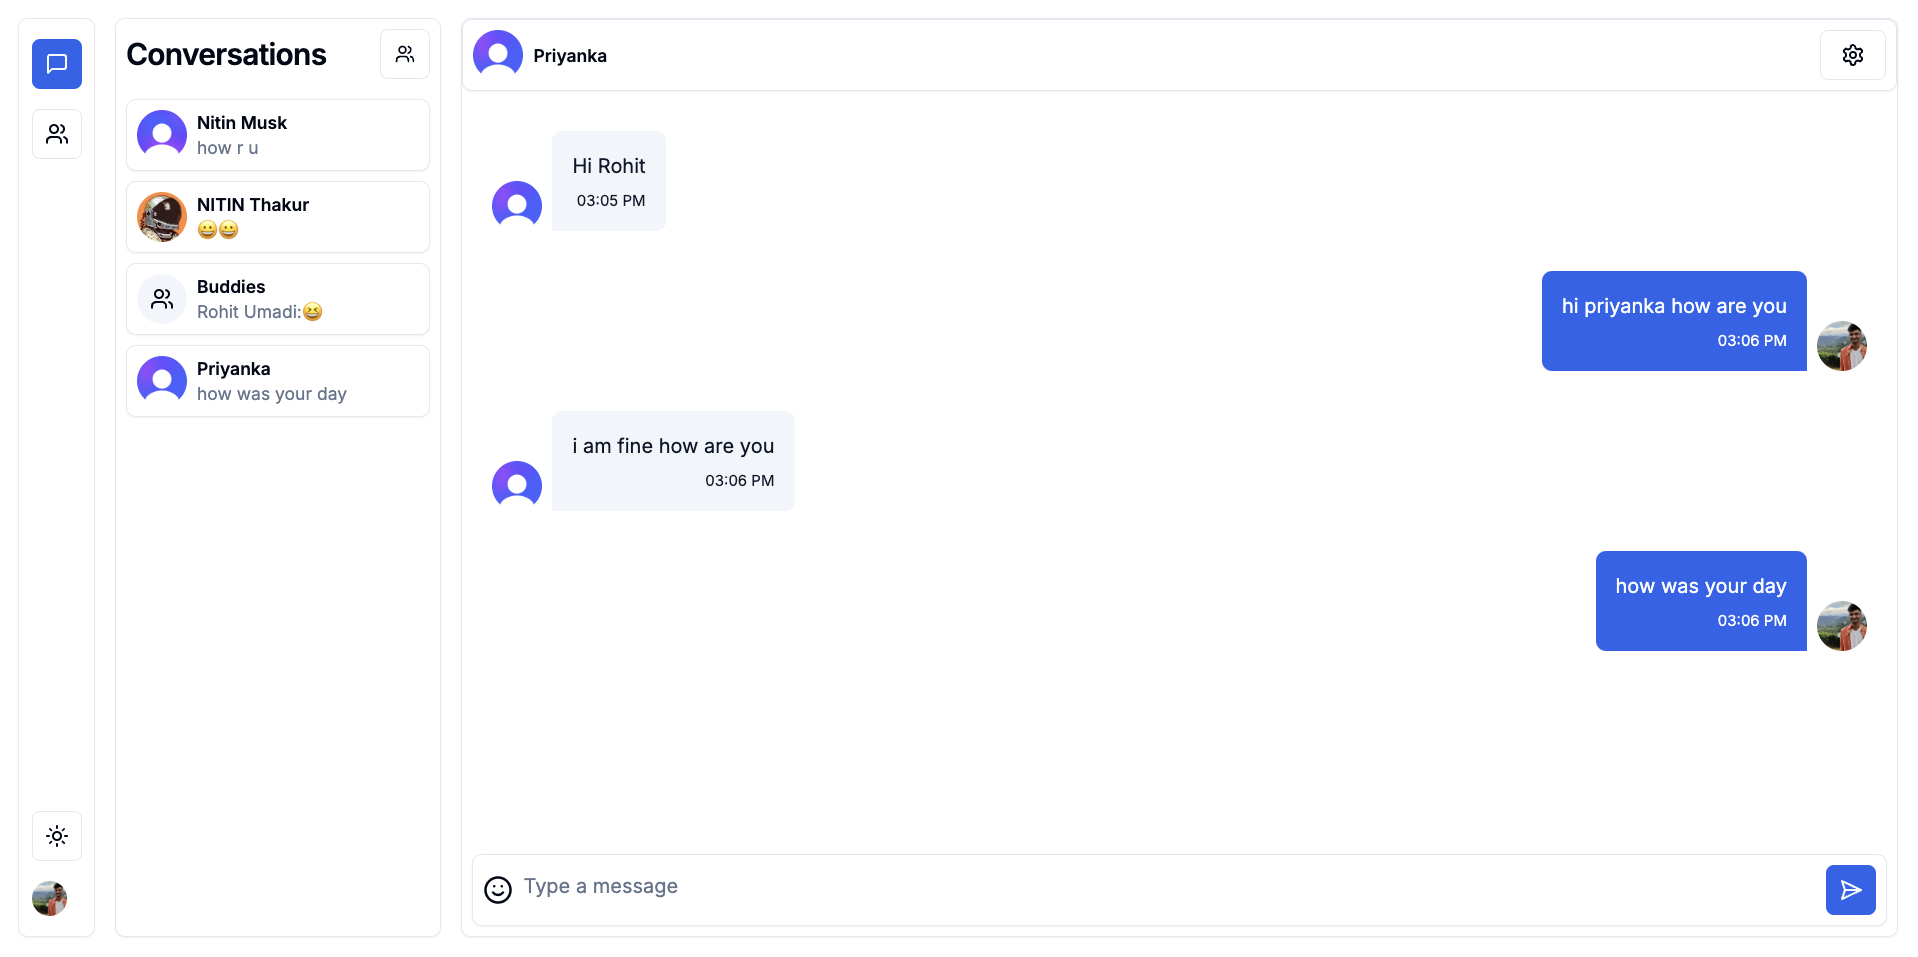 Conversations
Nitin Musk
how r u
NITIN Thakur
😀😀
Buddies
Rohit Umadi:😆
Priyanka
how was your day
Priyanka
Hi Rohit
03:05 PM
hi priyanka how are you
03:06 PM
i am fine how are you
03:06 PM
how was your day
03:06 PM
Type a message